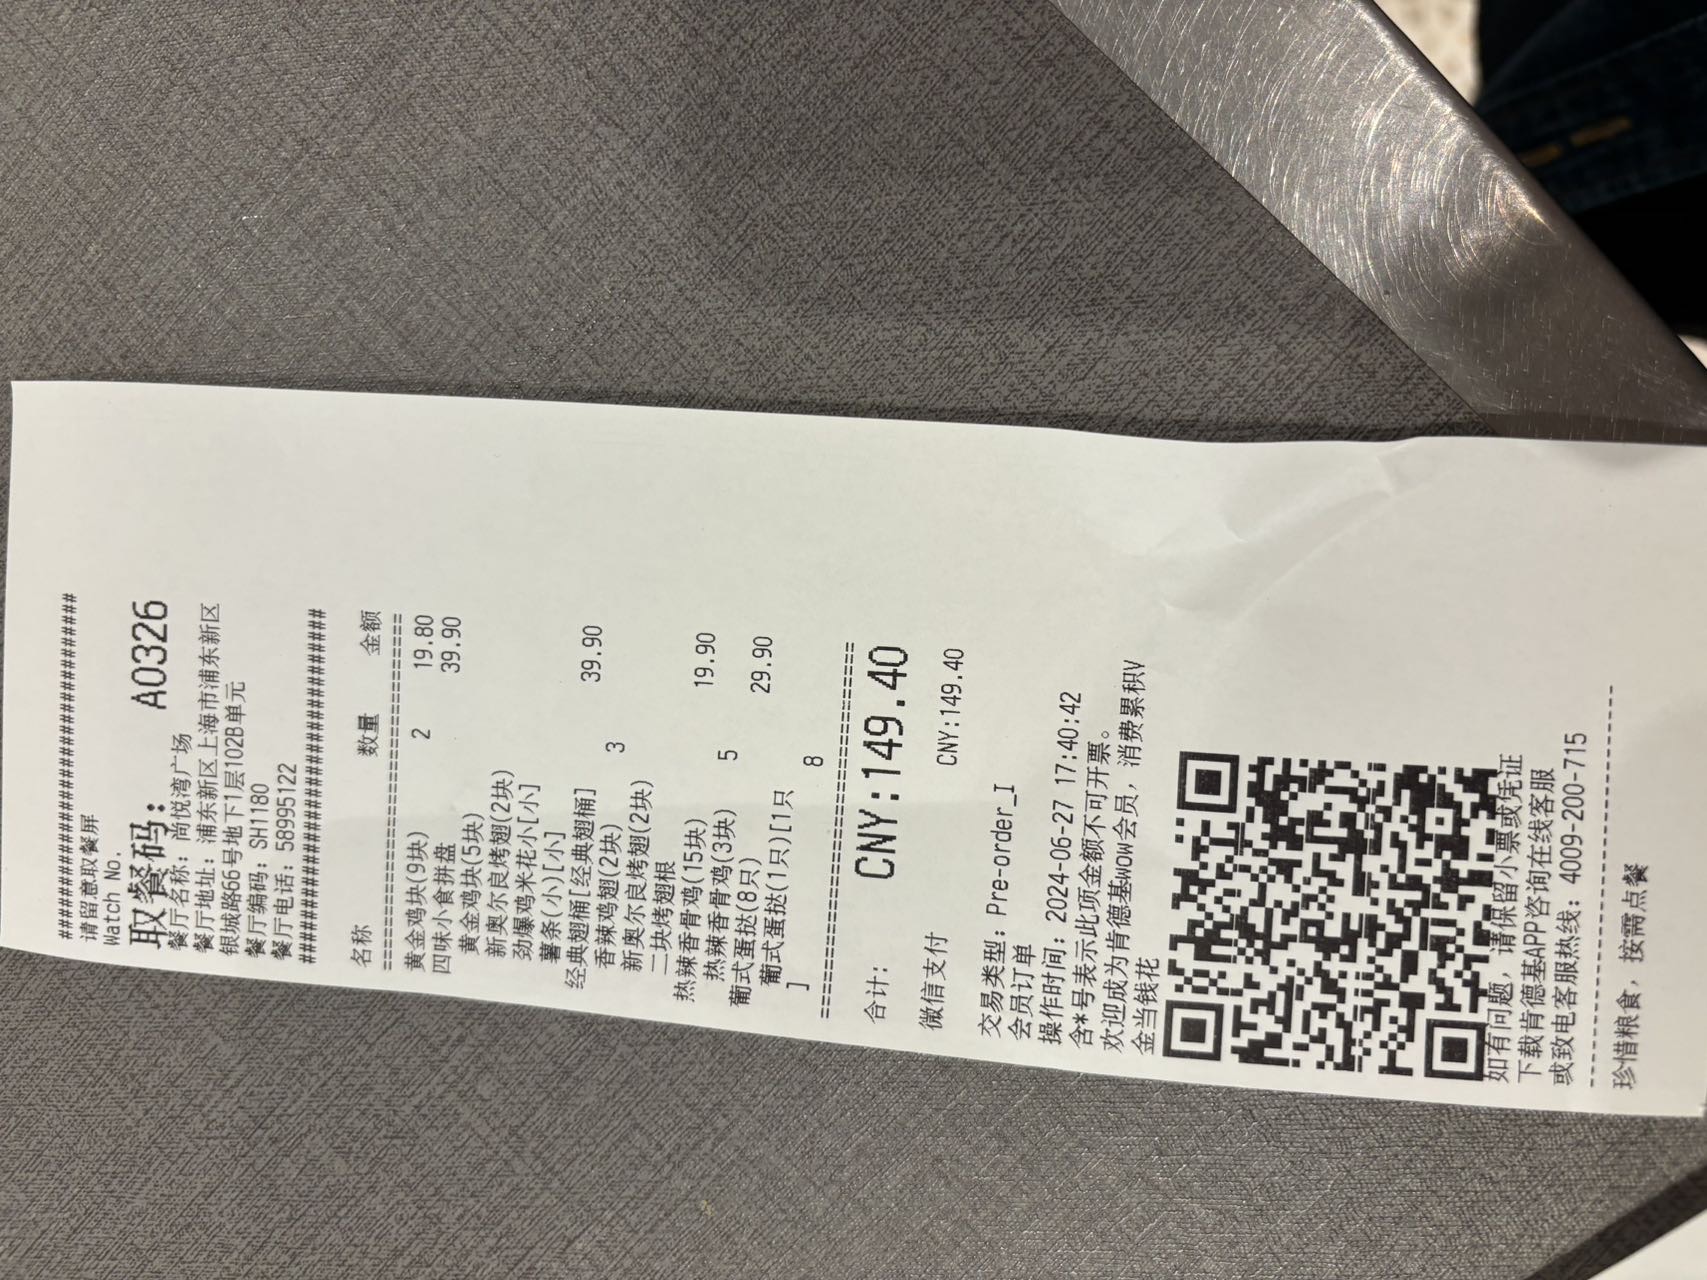 ########################################
请留意取餐屏
Watch No.
取餐码： A0326
餐厅名称：尚悦湾广场
餐厅地址：浦东新区上海市浦东新区
银城路66号地下1层102B单元
餐厅编码：SH1180
餐厅电话：58995122
########################################
名称 数量 金额
========================================
黄金鸡块(9块) 2 19.80
四味小食拼盘 39.90
黄金鸡块(5块)
新奥尔良烤翅(2块)
劲爆鸡米花小[小]
薯条(小)[小]
经典翅桶[经典翅桶] 39.90
香辣鸡翅(2块) 3
新奥尔良烤翅(2块)
二块烤翅根
热辣香骨鸡(15块) 19.90
热辣香骨鸡(3块) 5
葡式蛋挞(8只) 29.90
葡式蛋挞(1只)[1只
] 8
========================================
合计： CNY:149.40
微信支付 CNY:149.40
交易类型：Pre-order_I
会员订单
操作时间：2024-06-27 17:40:42
含*号表示此项金额不可开票。
欢迎成为肯德基WOW会员，消费累积V
金当钱花
如有问题，请保留小票或凭证
下载肯德基APP咨询在线客服
或致电客服热线：4009-200-715
----------------------------------------
珍惜粮食，按需点餐